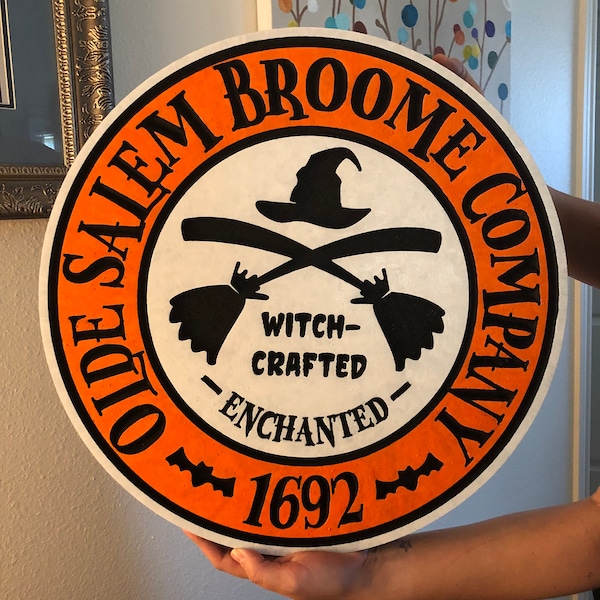 OLDE SALEM BROOME COMPANY
WITCH-
CRAFTED
– ENCHANTED –
1692